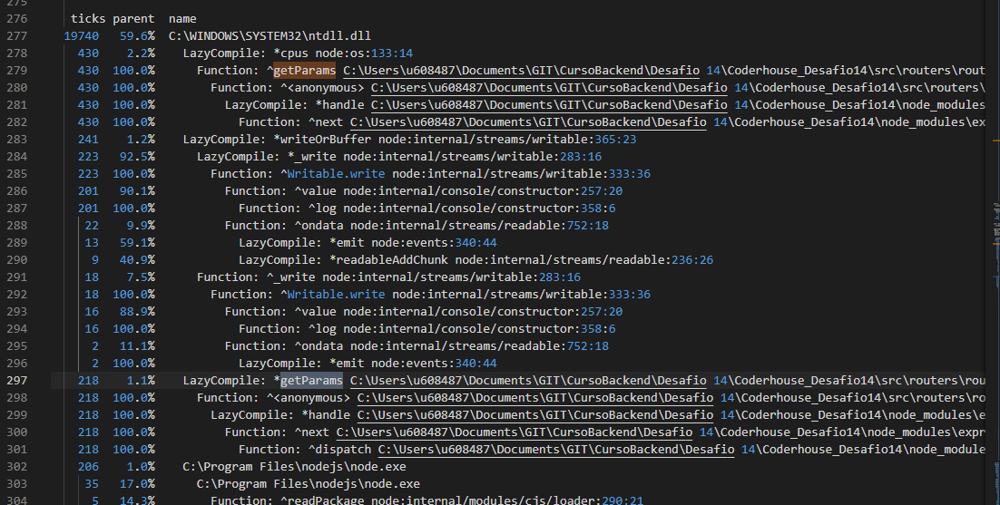 275
276 ticks parent name
277 19740 59.6% C:\WINDOWS\SYSTEM32\ntdll.dll
278 430 2.2% LazyCompile: *cpus node:os:133:14
279 430 100.0% Function: ^getParams C:\Users\u608487\Documents\GIT\CursoBackend\Desafio 14\Coderhouse_Desafio14\src\routers\rout
280 430 100.0% Function: ^<anonymous> C:\Users\u608487\Documents\GIT\CursoBackend\Desafio 14\Coderhouse_Desafio14\src\routers\
281 430 100.0% LazyCompile: *handle C:\Users\u608487\Documents\GIT\CursoBackend\Desafio 14\Coderhouse_Desafio14\node_modules
282 430 100.0% Function: ^next C:\Users\u608487\Documents\GIT\CursoBackend\Desafio 14\Coderhouse_Desafio14\node_modules\ex
283 241 1.2% LazyCompile: *writeOrBuffer node:internal/streams/writable:365:23
284 223 92.5% LazyCompile: *_write node:internal/streams/writable:283:16
285 223 100.0% Function: ^Writable.write node:internal/streams/writable:333:36
286 201 90.1% Function: ^value node:internal/console/constructor:257:20
287 201 100.0% Function: ^log node:internal/console/constructor:358:6
288 22 9.9% Function: ^ondata node:internal/streams/readable:752:18
289 13 59.1% LazyCompile: *emit node:events:340:44
290 9 40.9% LazyCompile: *readableAddChunk node:internal/streams/readable:236:26
291 18 7.5% Function: ^_write node:internal/streams/writable:283:16
292 18 100.0% Function: ^Writable.write node:internal/streams/writable:333:36
293 16 88.9% Function: ^value node:internal/console/constructor:257:20
294 16 100.0% Function: ^log node:internal/console/constructor:358:6
295 2 11.1% Function: ^ondata node:internal/streams/readable:752:18
296 2 100.0% LazyCompile: *emit node:events:340:44
297 218 1.1% LazyCompile: *getParams C:\Users\u608487\Documents\GIT\CursoBackend\Desafio 14\Coderhouse_Desafio14\src\routers\rou
298 218 100.0% Function: ^<anonymous> C:\Users\u608487\Documents\GIT\CursoBackend\Desafio 14\Coderhouse_Desafio14\src\routers\ro
299 218 100.0% LazyCompile: *handle C:\Users\u608487\Documents\GIT\CursoBackend\Desafio 14\Coderhouse_Desafio14\node_modules\e
300 218 100.0% Function: ^next C:\Users\u608487\Documents\GIT\CursoBackend\Desafio 14\Coderhouse_Desafio14\node_modules\expr
301 218 100.0% Function: ^dispatch C:\Users\u608487\Documents\GIT\CursoBackend\Desafio 14\Coderhouse_Desafio14\node_module
302 206 1.0% C:\Program Files\nodejs\node.exe
303 35 17.0% C:\Program Files\nodejs\node.exe
304 5 14.3% Function: ^readPackage node:internal/modules/cjs/loader:290:21